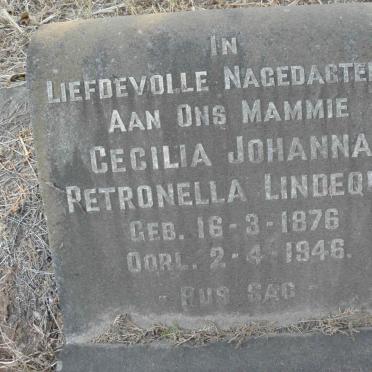 IN
LIEFDEVOLLE NAGEDAGTE
AAN ONS MAMMIE
CECILIA JOHANNA
PETRONELLA LINDEQU
GEB. 16-3-1876
OORL. 2-4-1946.
- RUS SAG -